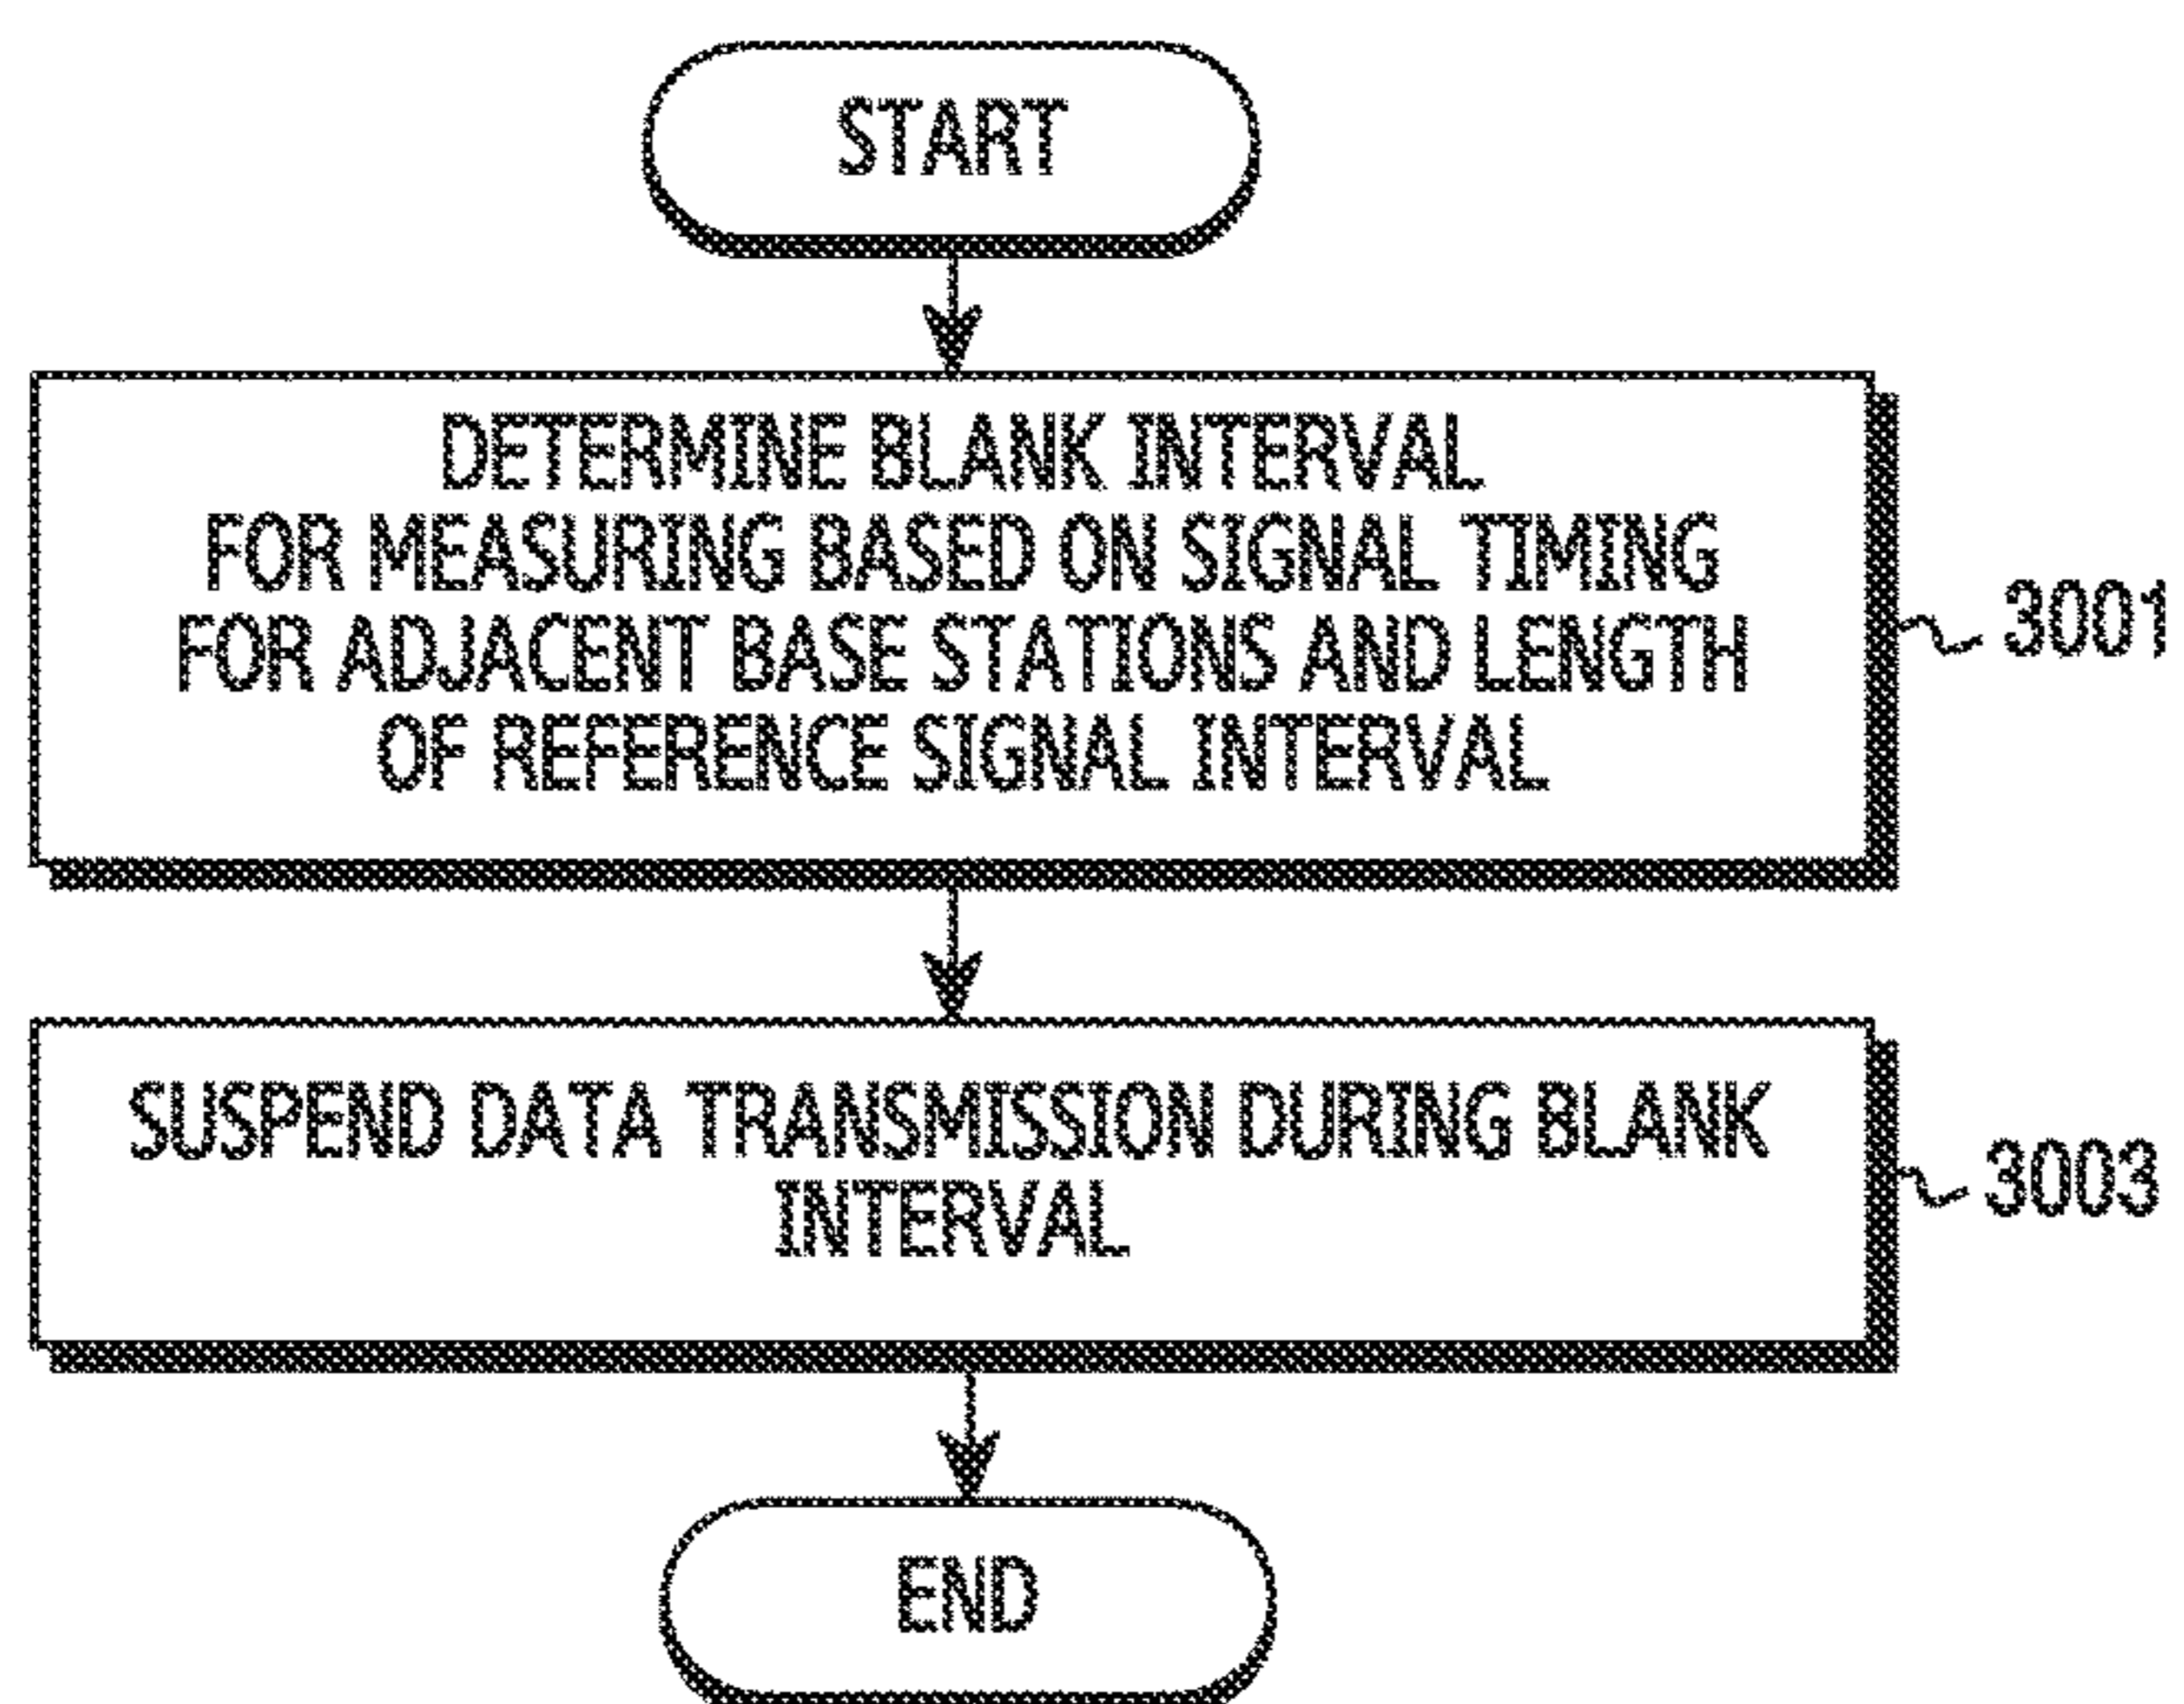 START
DETERMINE BLANK INTERVAL
FOR MEASURING BASED ON SIGNAL TIMING
FOR ADJACENT BASE STATIONS AND LENGTH
OF REFERENCE SIGNAL INTERVAL
3001
SUSPEND DATA TRANSMISSION DURING BLANK
INTERVAL
3003
END